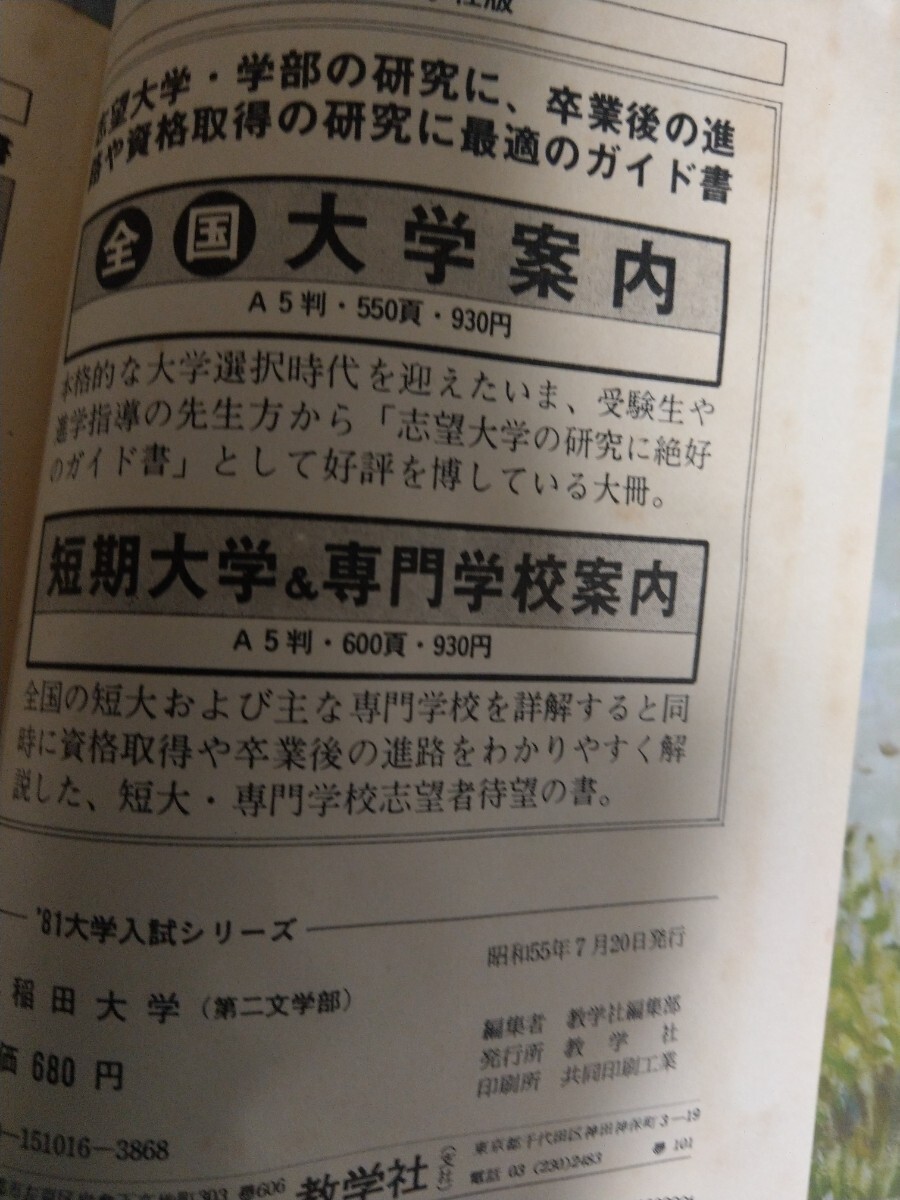 志望大学・学部の研究に、卒業後の進
路や資格取得の研究に最適のガイド書
全国大学案内
A5判・550頁・930円
本格的な大学選択時代を迎えたいま、受験生や
進学指導の先生方から「志望大学の研究に絶好
のガイド書」として好評を博している大冊。
短期大学&専門学校案内
A5判・600頁・930円
全国の短大および主な専門学校を詳解すると同
時に資格取得や卒業後の進路をわかりやすく解
説した、短大・専門学校志望者待望の書。
'81大学入試シリーズ
昭和55年7月20日発行
稲田大学(第二文学部)
編集者 教学社編集部
価680円
発行所 教学社
印刷所 共同印刷工業
-151016-3868
教学社
東京都千代田区神田神保町3-19
電話 03 (230)2483 101
303 606